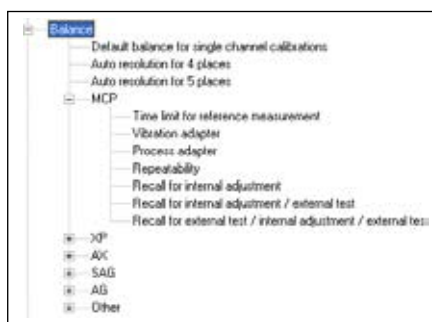 Balance
Default balance for single channel calibrations
Auto resolution for 4 places
Auto resolution for 5 places
MCP
Time limit for reference measurement
Vibration adapter
Process adapter
Repeatability
Recall for internal adjustment
Recall for internal adjustment / external test
Recall for external test / internal adjustment / external tes
XP
AX
SAG
AG
Other